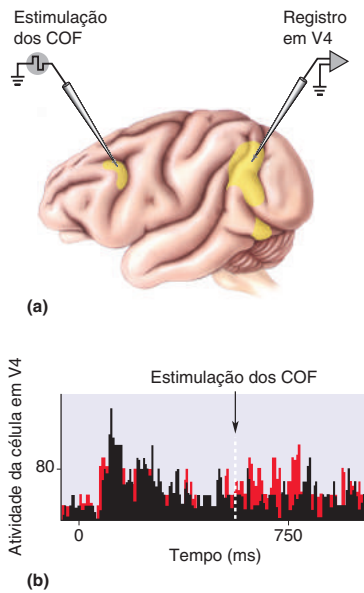 Estimulação
dos COF
Registro
em V4
(a)
Estimulação dos COF
Atividade da célula em V4
80
0
750
Tempo (ms)
(b)